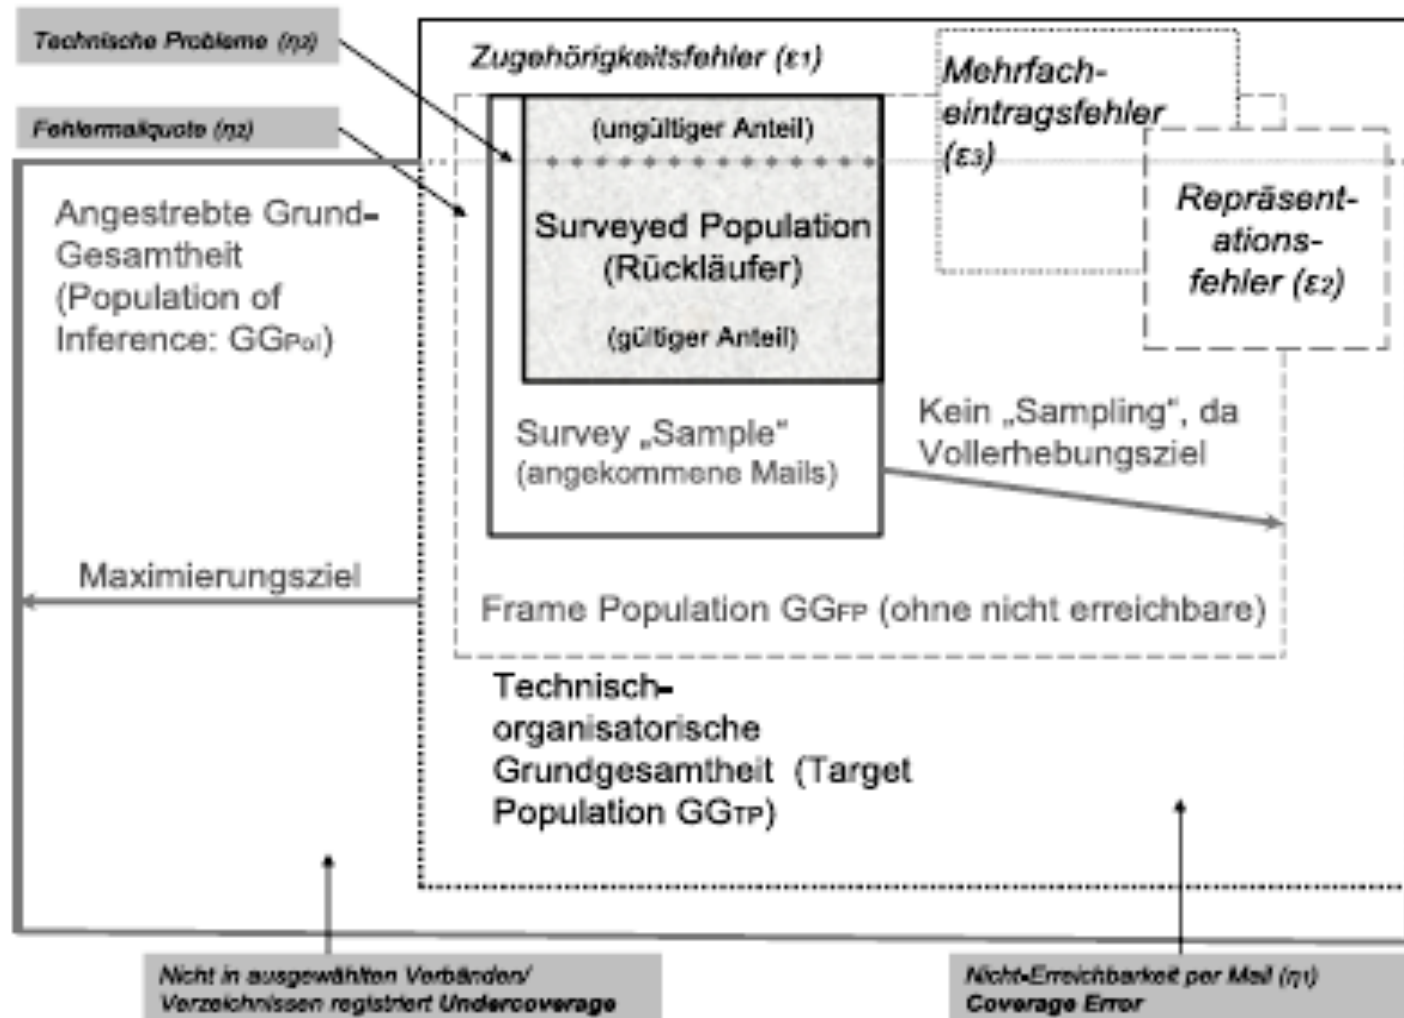 Technische Probleme (η3)
Fehlermailquote (η2)
Zugehörigkeitsfehler (ε1)
Mehrfach-
eintragsfehler
(ε3)
Repräsent-
ations-
fehler (ε2)
(ungültiger Anteil)
Surveyed Population
(Rückläufer)
(gültiger Anteil)
Angestrebte Grund-
Gesamtheit
(Population of
Inference: GGPoI)
Survey „Sample“
(angekommene Mails)
Kein „Sampling“, da
Vollerhebungsziel
Maximierungsziel
Frame Population GGFP (ohne nicht erreichbare)
Technisch-
organisatorische
Grundgesamtheit (Target
Population GGTP)
Nicht in ausgewählten Verbänden/
Verzeichnissen registriert Undercoverage
Nicht-Erreichbarkeit per Mail (η1)
Coverage Error